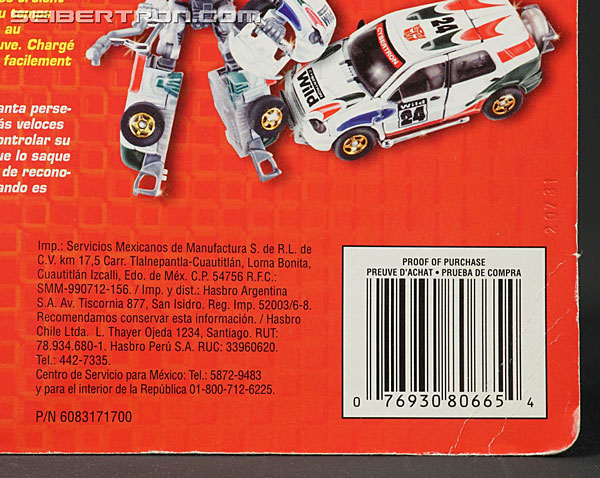 SEIBERTRON.COM
au
uve. Chargé
facilement
anta perse-
ás veloces
ontrolar su
ue lo saque
de recono-
ando es
CYBERTRON
24
Wild
Wild
24
20731
Imp.: Servicios Mexicanos de Manufactura S. de R.L. de
C.V. km 17,5 Carr. Tlalnepantla-Cuautitlán, Loma Bonita,
Cuautitlán Izcalli, Edo. de Méx. C.P. 54756 R.F.C.:
SMM-990712-156. / Imp. y dist.: Hasbro Argentina
S.A. Av. Tiscornia 877, San Isidro. Reg. Imp. 52003/6-8.
Recomendamos conservar esta información. / Hasbro
Chile Ltda. L. Thayer Ojeda 1234, Santiago. RUT:
78.934.680-1. Hasbro Perú S.A. RUC: 33960620.
Tel.: 442-7335.
Centro de Servicio para México: Tel.: 5872-9483
y para el interior de la República 01-800-712-6225.
P/N 6083171700
PROOF OF PURCHASE
PREUVE D'ACHAT • PRUEBA DE COMPRA
0 76930 80665 4